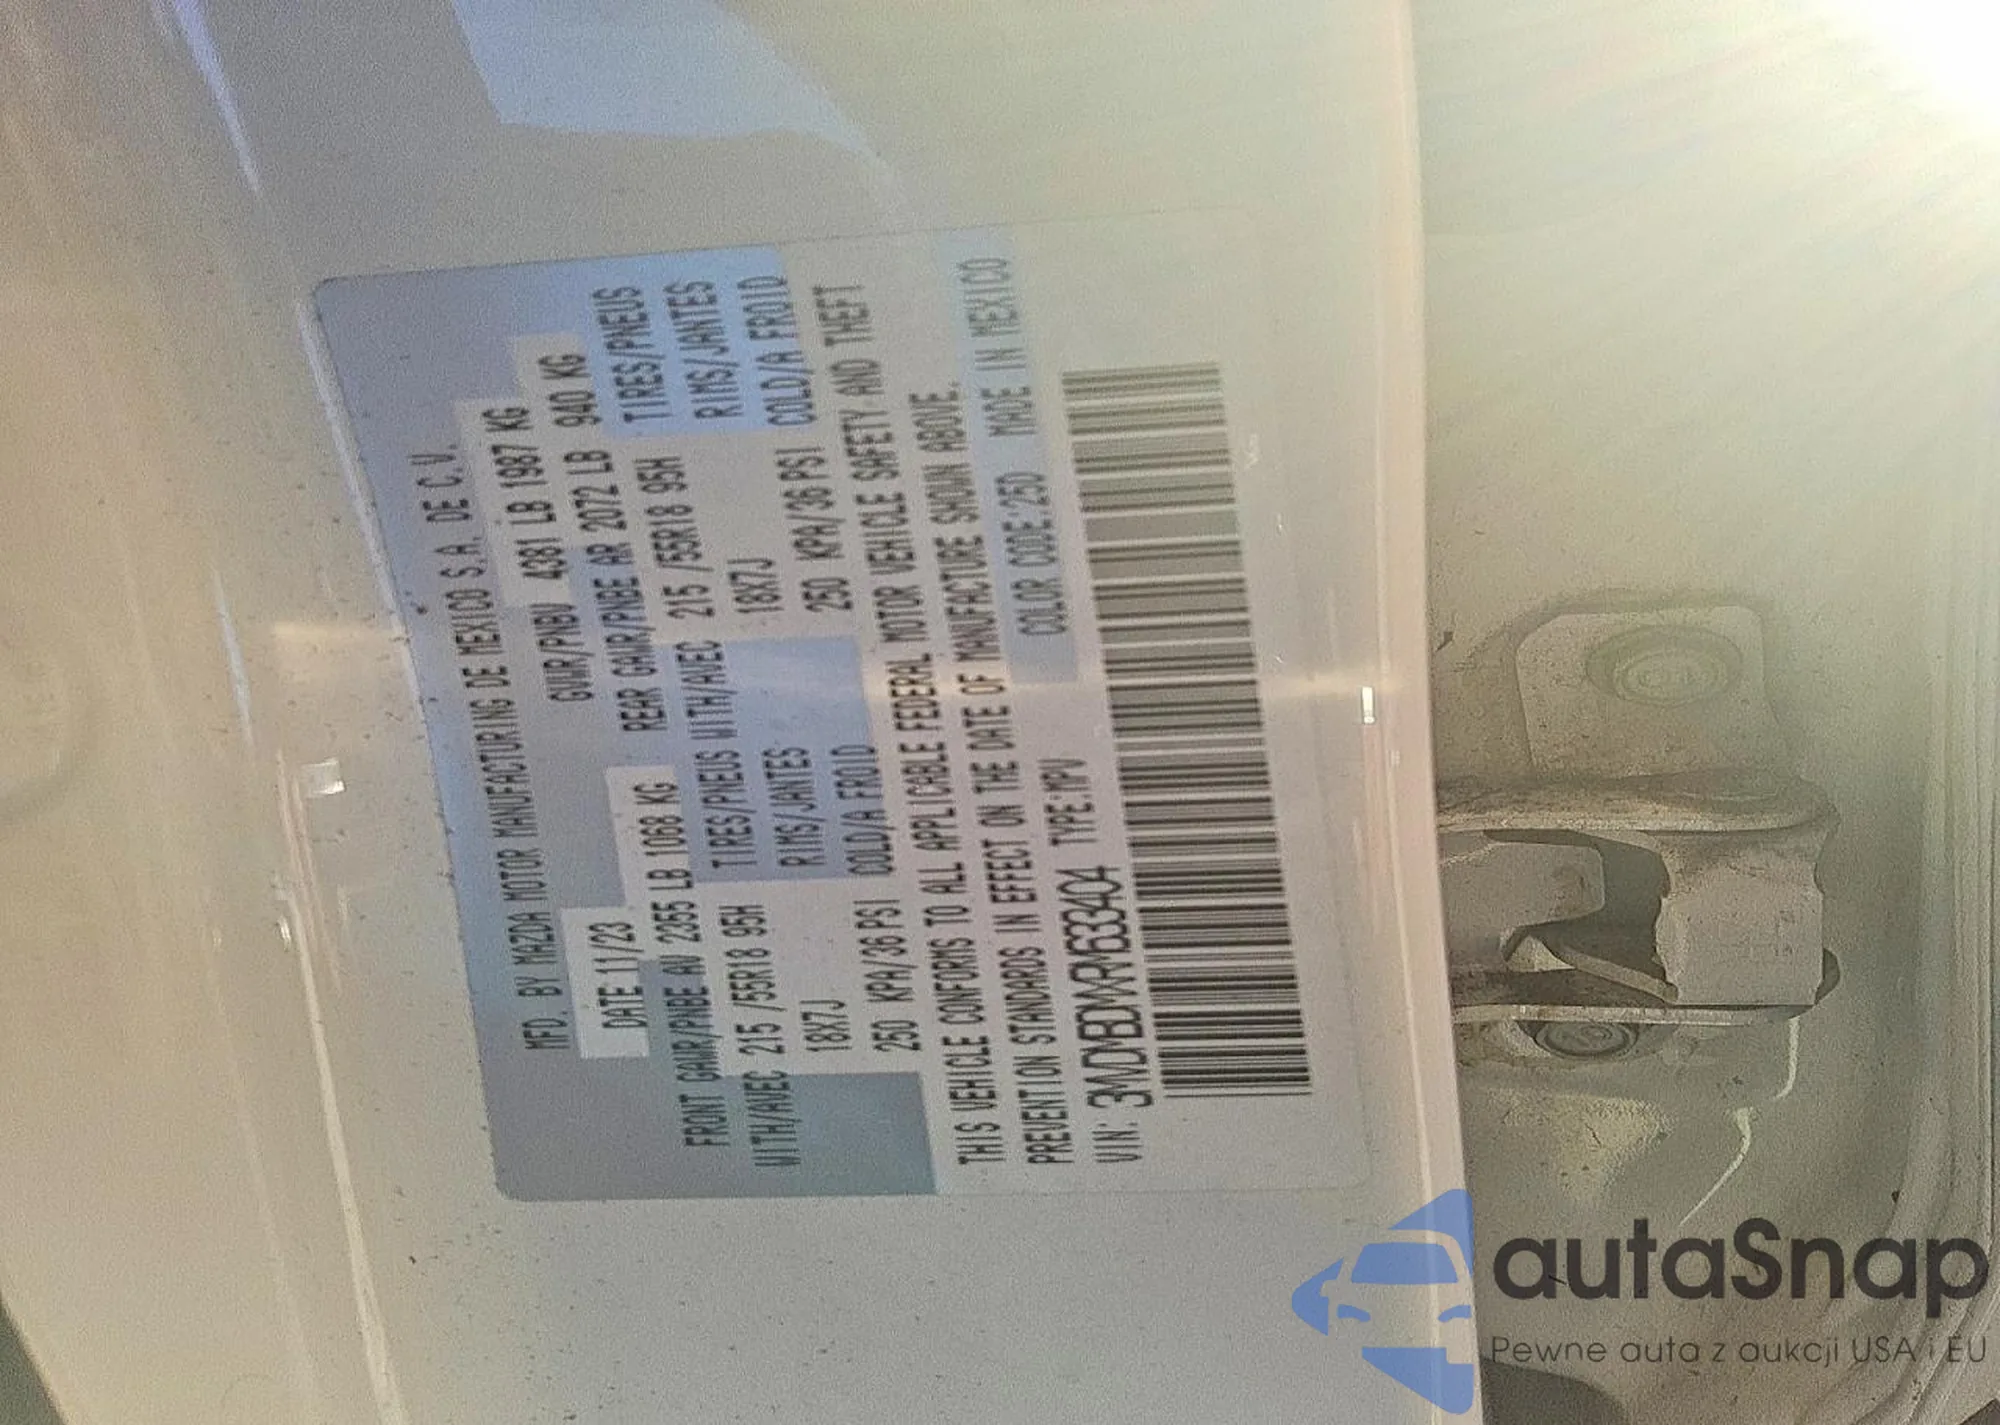 MFD. BY MAZDA MOTOR MANUFACTURING DE MEXICO S.A. DE C.V.
DATE 11/23 GVWR/PNBV 4381 LB 1987 KG
FRONT GAWR/PNBE AV 2355 LB 1068 KG REAR GAWR/PNBE AR 2072 LB 940 KG
WITH/AVEC 215 /55R18 95H TIRES/PNEUS WITH/AVEC 215 /55R18 95H TIRES/PNEUS
18X7J RIMS/JANTES 18X7J RIMS/JANTES
250 KPA/36 PSI COLD/A FROID 250 KPA/36 PSI COLD/A FROID
THIS VEHICLE CONFORMS TO ALL APPLICABLE FEDERAL MOTOR VEHICLE SAFETY AND THEFT
PREVENTION STANDARDS IN EFFECT ON THE DATE OF MANUFACTURE SHOWN ABOVE.
VIN: 3MVDMBDMXRM633404 TYPE:MPV COLOR CODE:25D MADE IN MEXICO
autaSnap
Pewne auta z aukcji USA i EU